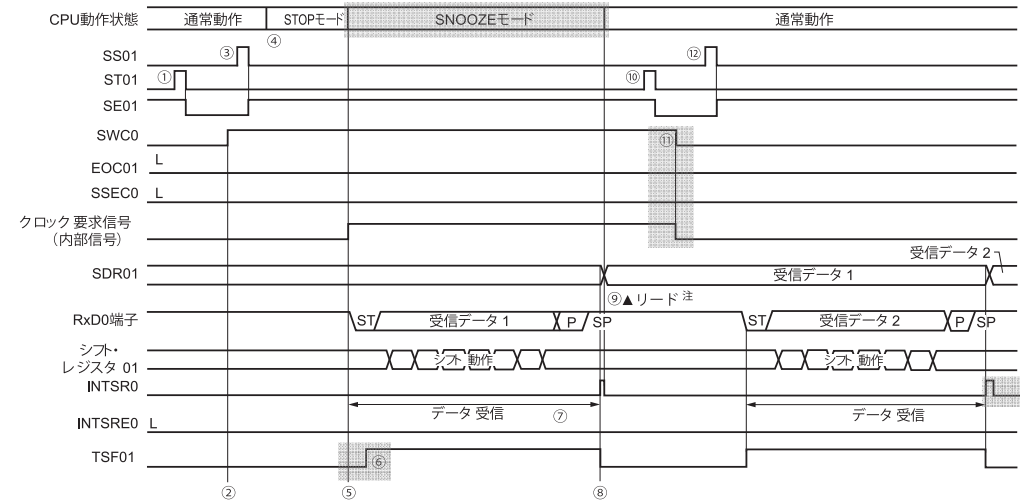 CPU動作状態 通常動作 STOPモード SNOOZEモード 通常動作
④
SS01 ③ ⑫
ST01 ① ⑩
SE01
SWC0 ⑪
EOC01 L
SSEC0 L
クロック要求信号
(内部信号)
受信データ 2
SDR01 受信データ 1
⑨▲リード 注
RxD0端子 ST 受信データ 1 P SP ST 受信データ 2 P SP
シフト・
レジスタ 01 シフト 動作 シフト 動作
INTSR0
データ 受信 ⑦ データ 受信
INTSRE0 L
TSF01 ⑥
② ⑤ ⑧